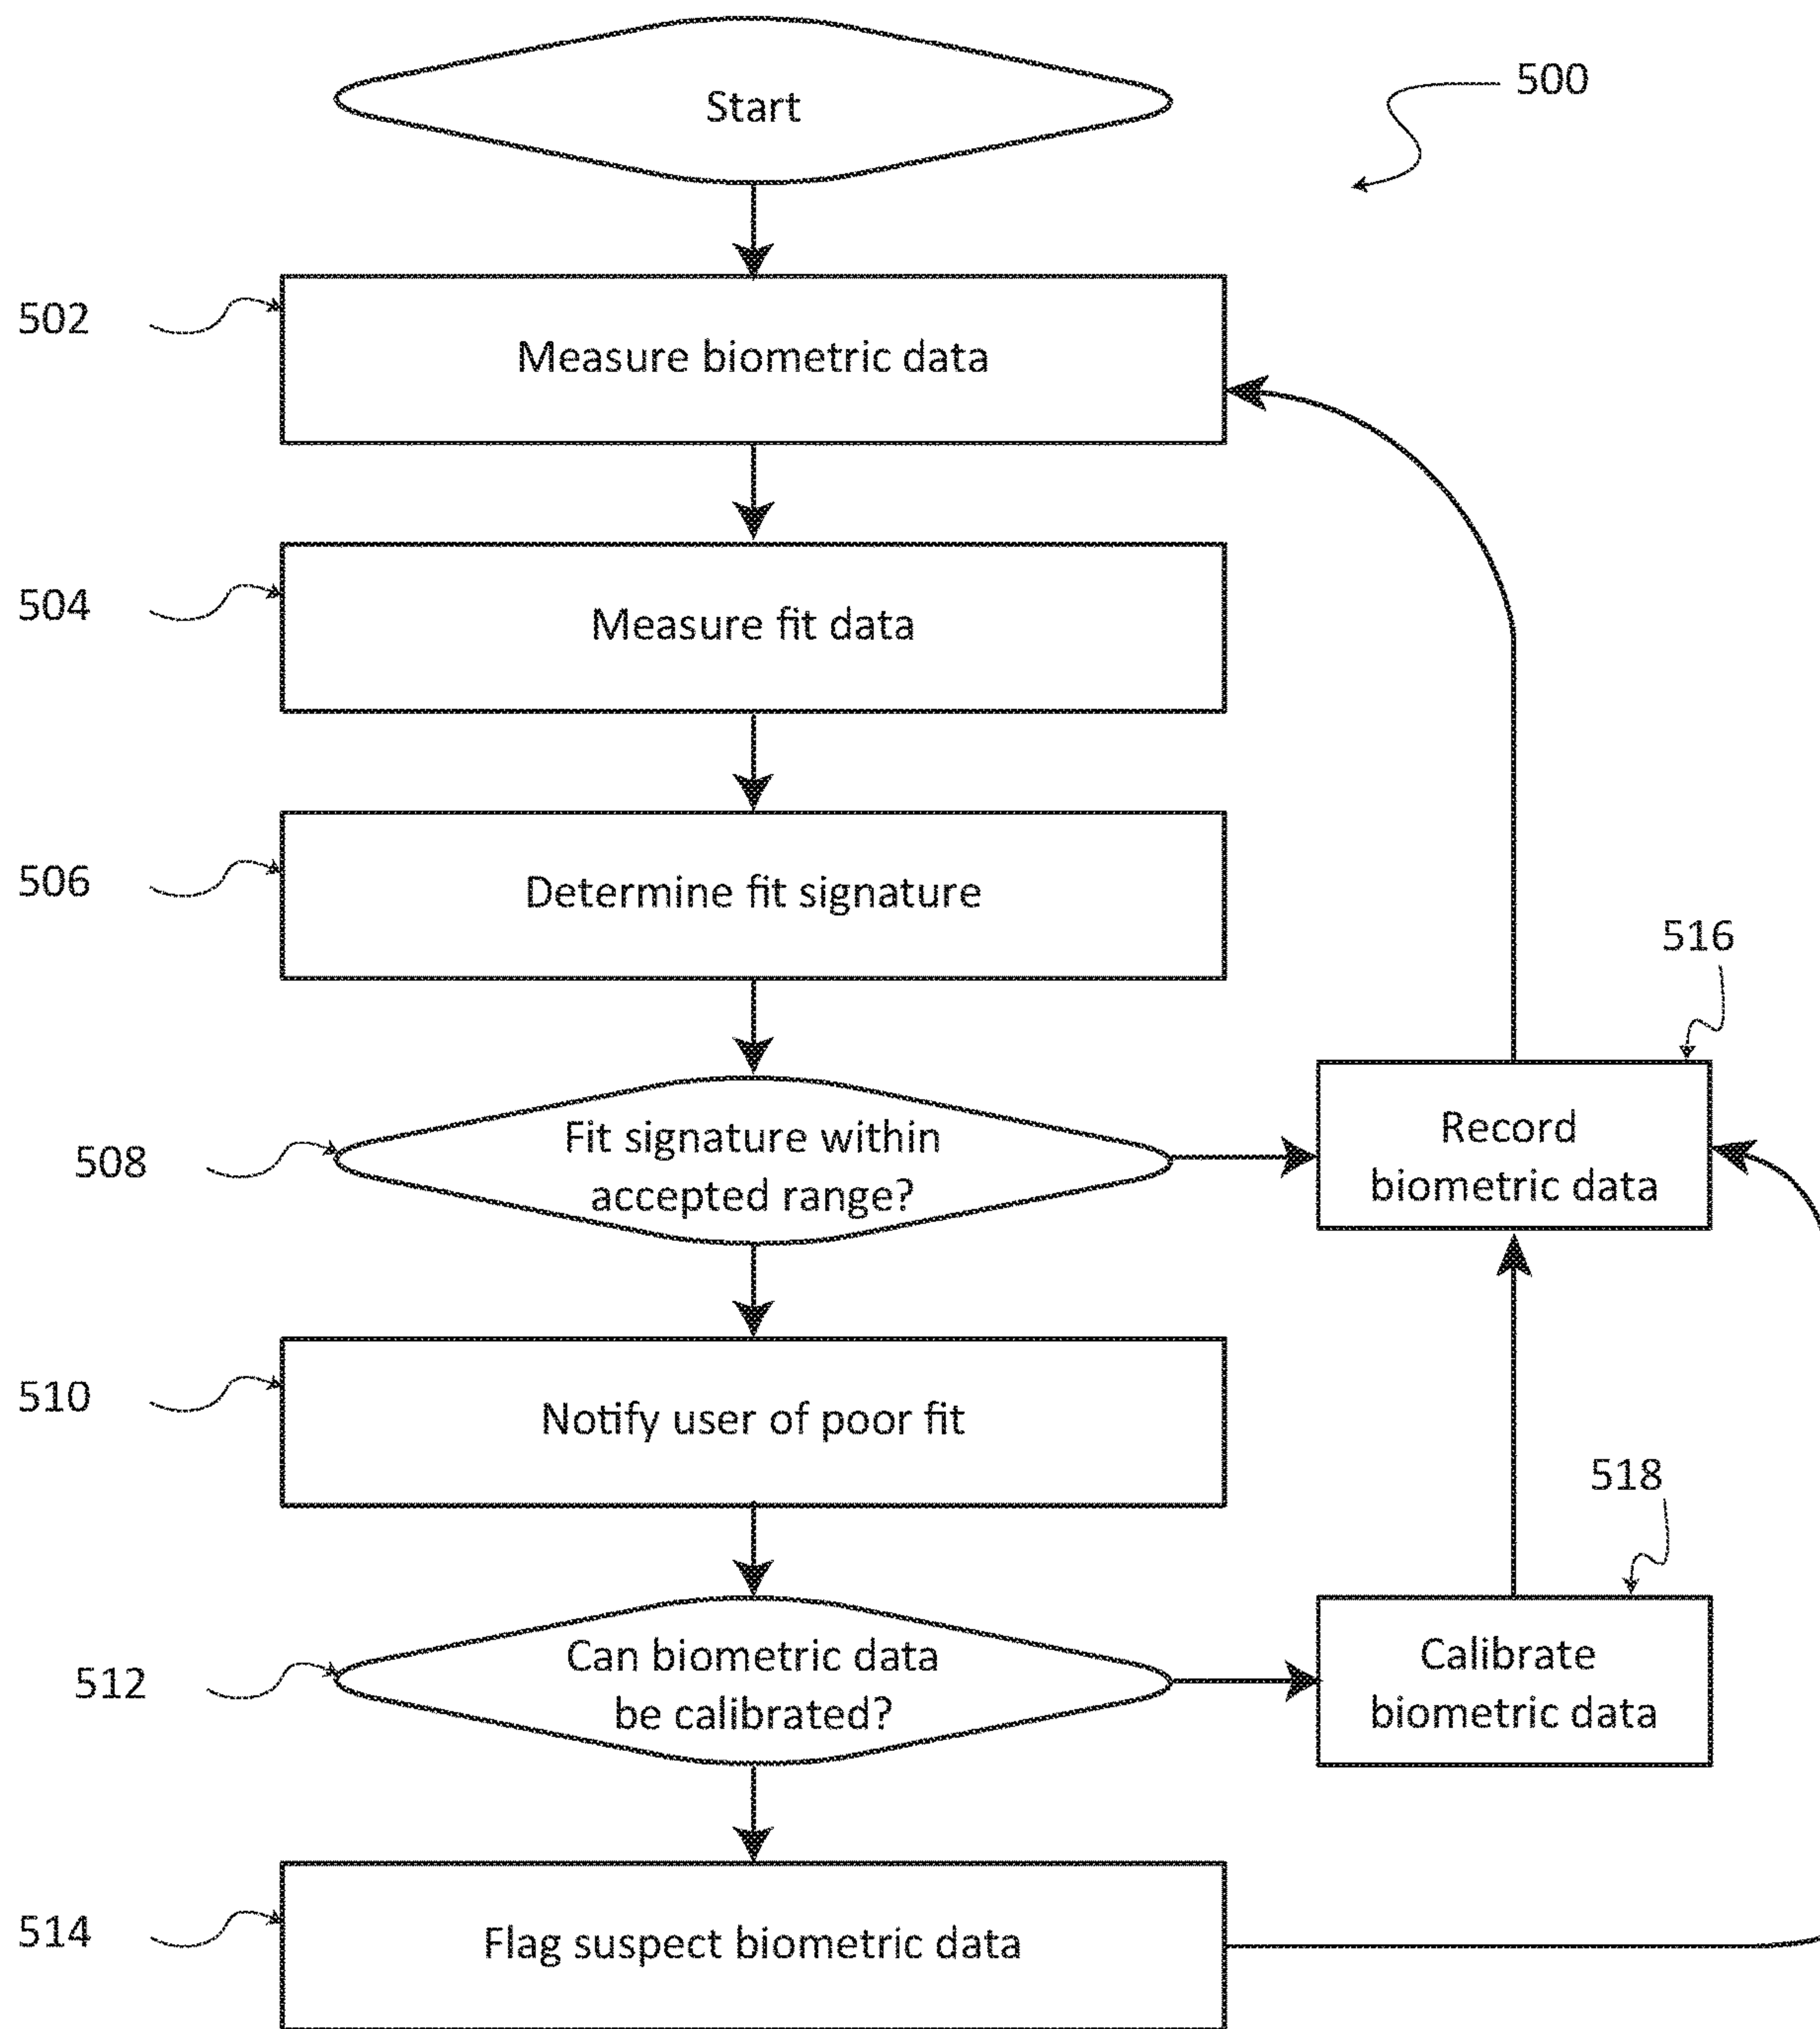 Start
500
502
Measure biometric data
504
Measure fit data
506
Determine fit signature
516
508
Fit signature within
accepted range?
Record
biometric data
510
Notify user of poor fit
518
512
Can biometric data
be calibrated?
Calibrate
biometric data
514
Flag suspect biometric data